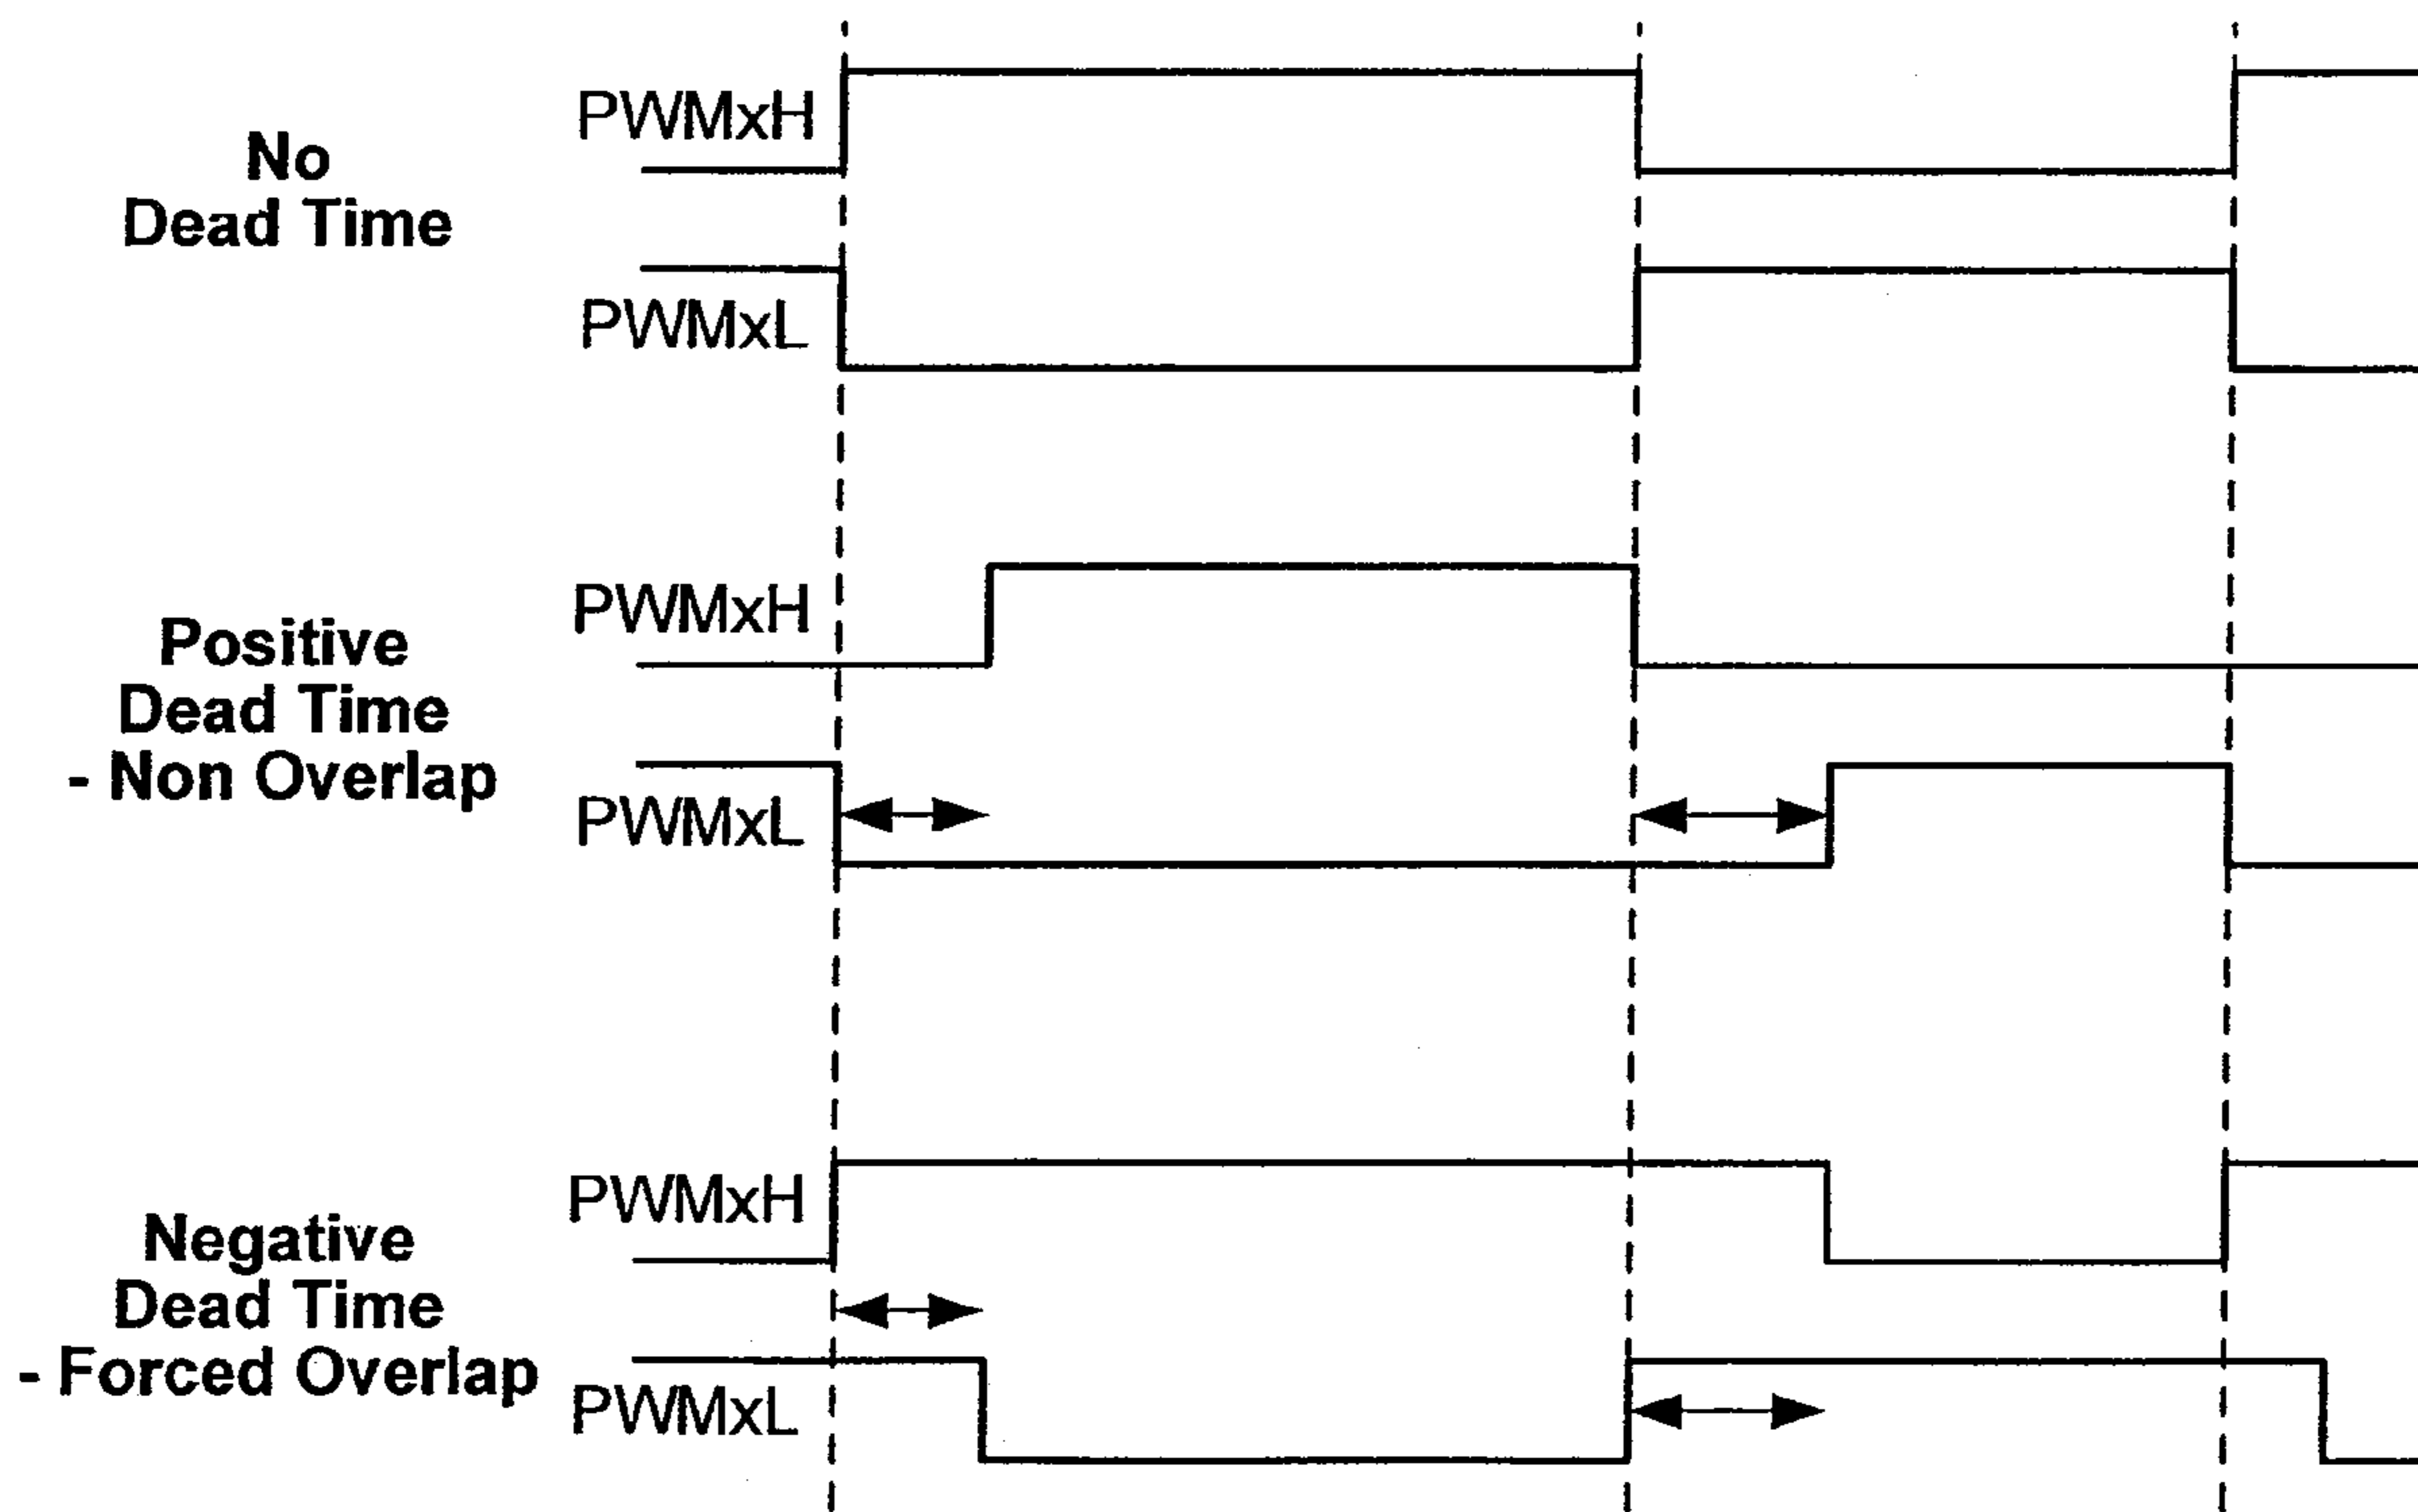 No
Dead Time
PWMxH
PWMxL
Positive
Dead Time
- Non Overlap
PWMxH
PWMxL
Negative
Dead Time
- Forced Overlap
PWMxH
PWMxL